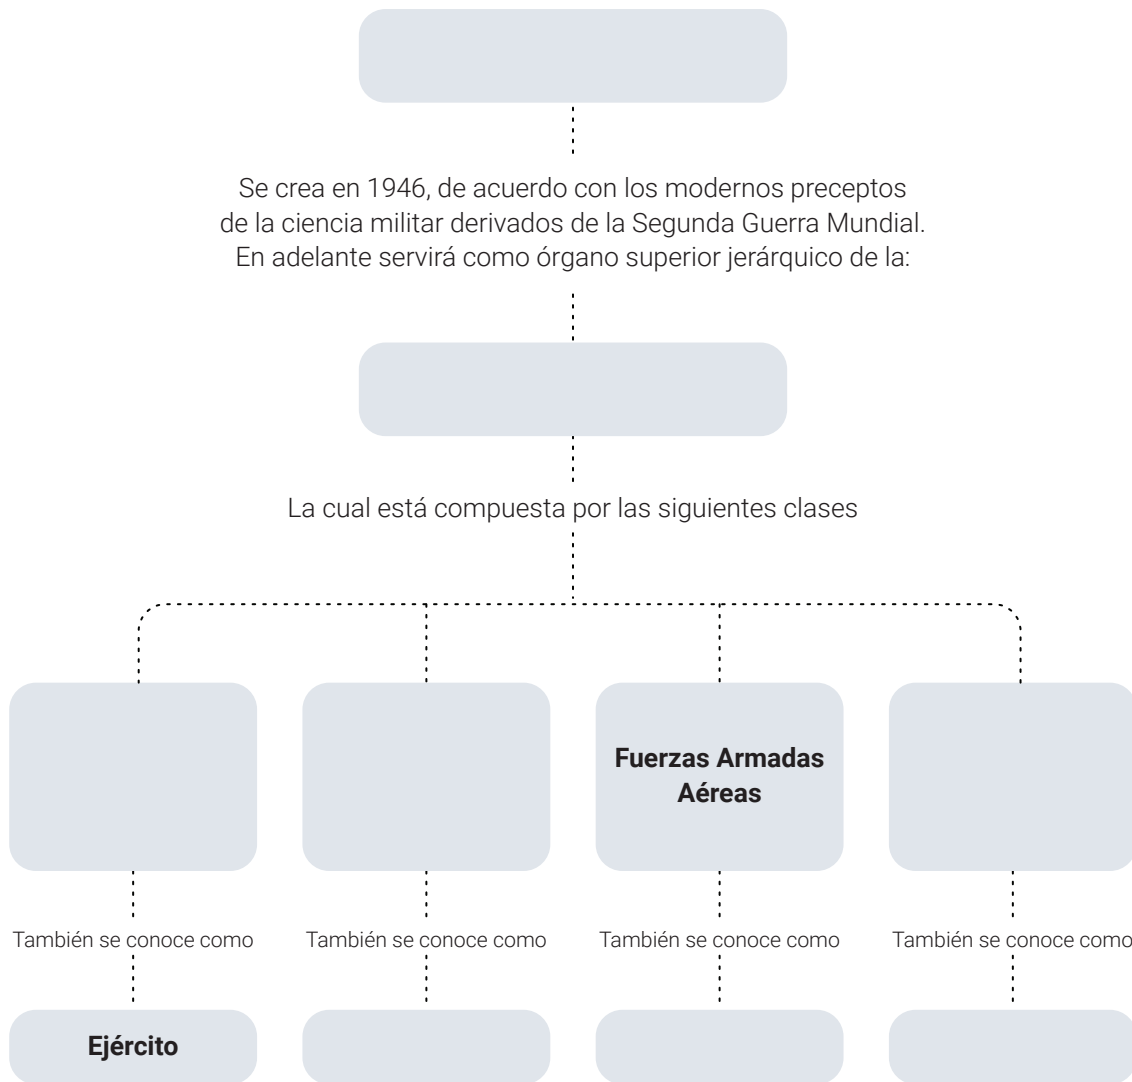 Se crea en 1946, de acuerdo con los modernos preceptos
de la ciencia militar derivados de la Segunda Guerra Mundial.
En adelante servirá como órgano superior jerárquico de la:
La cual está compuesta por las siguientes clases
Fuerzas Armadas
Aéreas
También se conoce como
También se conoce como
También se conoce como
También se conoce como
Ejército